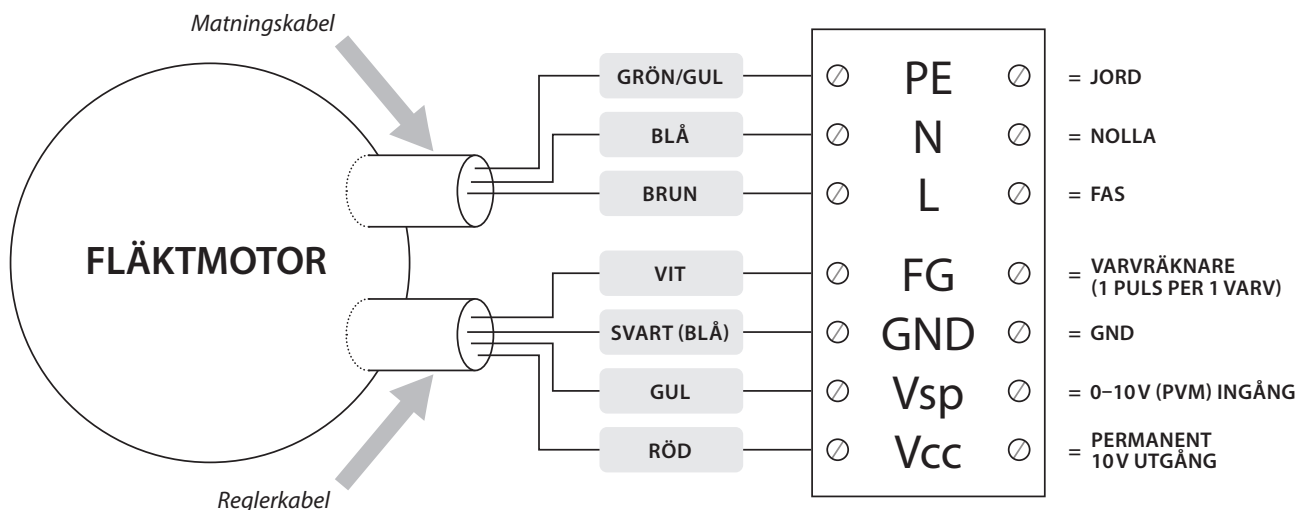 Matningskabel
GRÖN/GUL PE = JORD
BLÅ N = NOLLA
BRUN L = FAS
FLÄKTMOTOR
VIT FG = VARVRÄKNARE
(1 PULS PER 1 VARV)
SVART (BLÅ) GND = GND
GUL Vsp = 0–10 V (PVM) INGÅNG
RÖD Vcc = PERMANENT
10 V UTGÅNG
Reglerkabel